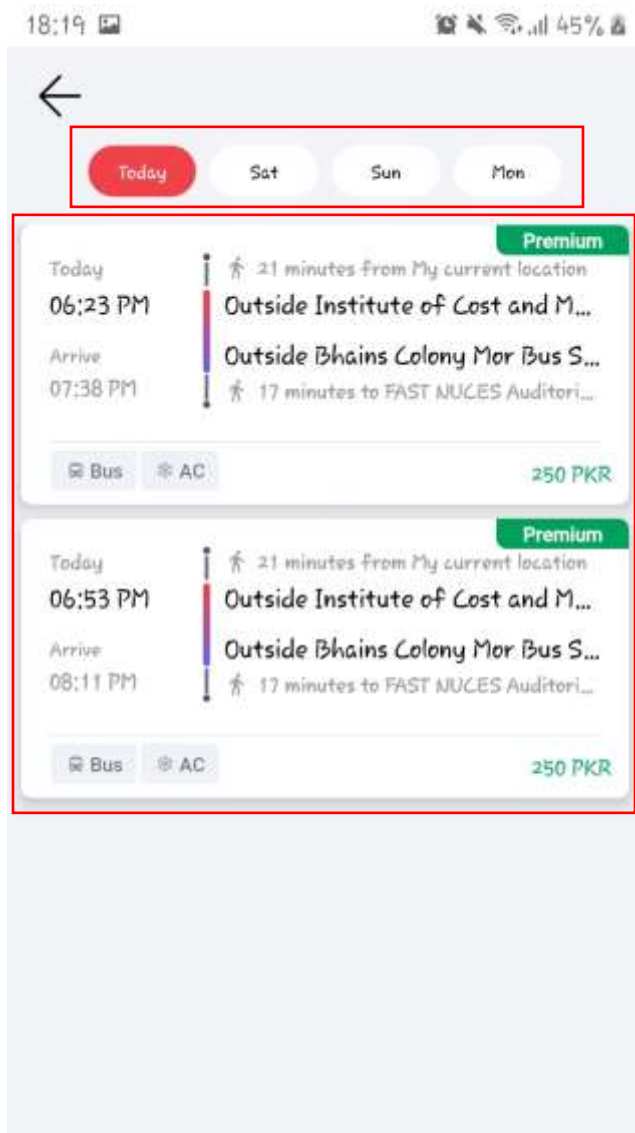 18:19 45%
Today Sat Sun Mon
Premium
Today 21 minutes from My current location
06:23 PM Outside Institute of Cost and M...
Arrive Outside Bhains Colony Mor Bus S...
07:38 PM 17 minutes to FAST NUCES Auditori...
Bus AC 250 PKR
Premium
Today 21 minutes from My current location
06:53 PM Outside Institute of Cost and M...
Arrive Outside Bhains Colony Mor Bus S...
08:11 PM 17 minutes to FAST NUCES Auditori...
Bus AC 250 PKR